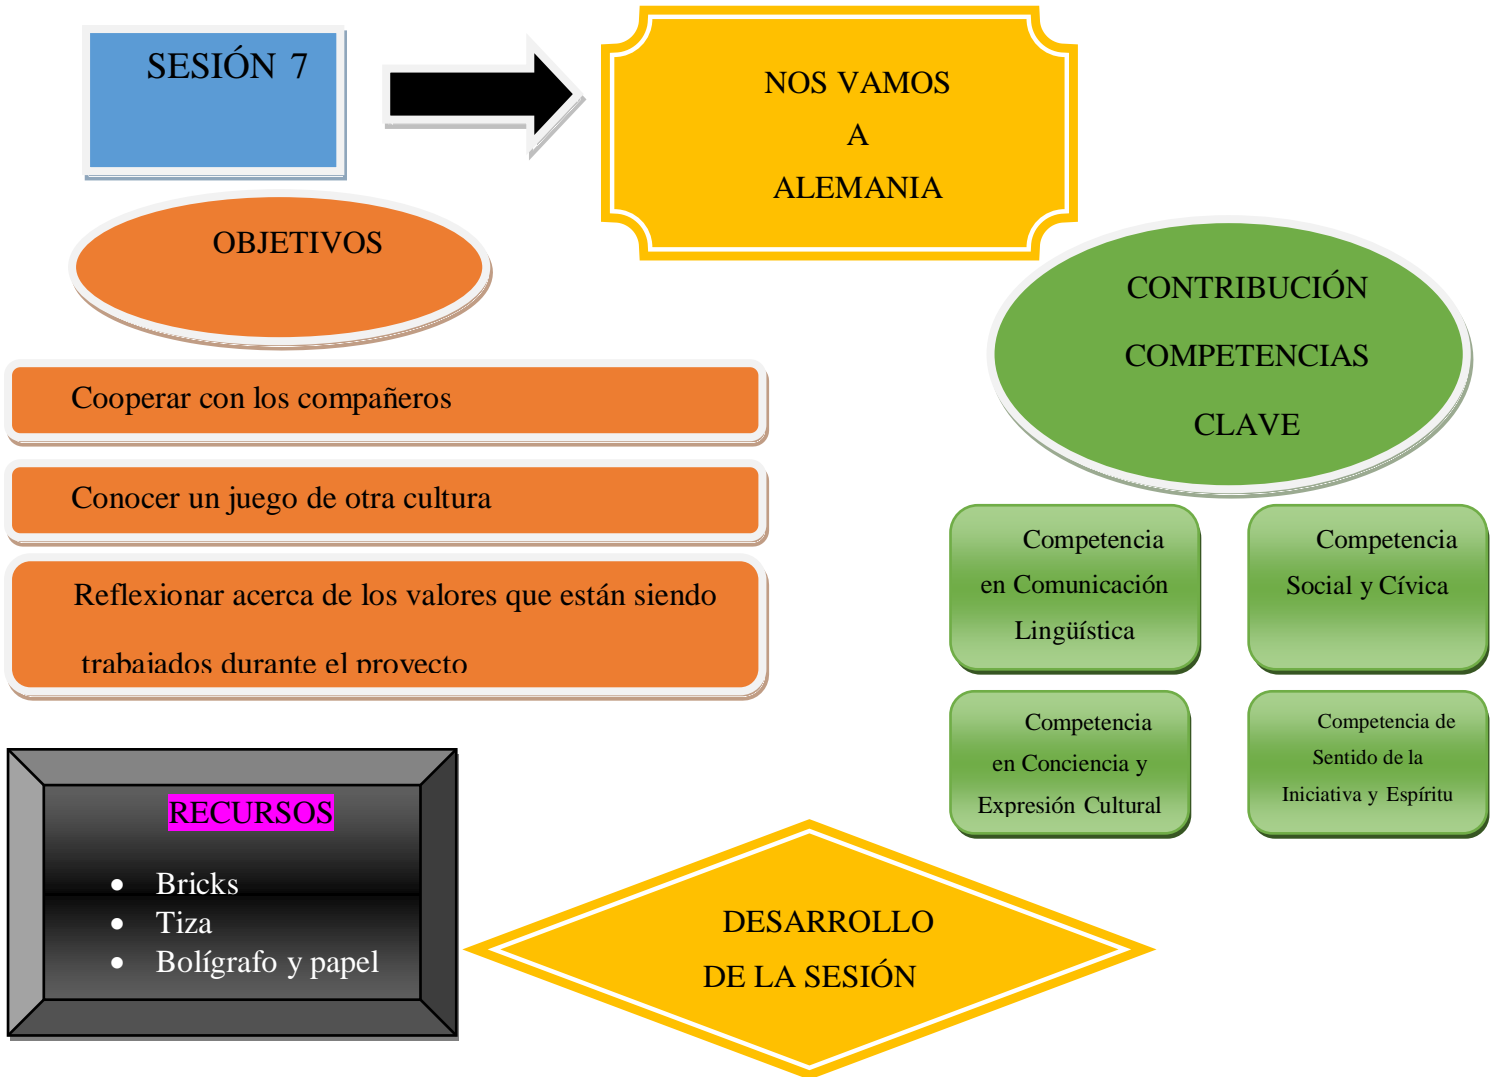 SESIÓN 7
NOS VAMOS
A
ALEMANIA
OBJETIVOS
Cooperar con los compañeros
Conocer un juego de otra cultura
Reflexionar acerca de los valores que están siendo
trabajados durante el proyecto
CONTRIBUCIÓN
COMPETENCIAS
CLAVE
Competencia
en Comunicación
Lingüística
Competencia
Social y Cívica
Competencia
en Conciencia y
Expresión Cultural
Competencia de
Sentido de la
Iniciativa y Espíritu
RECURSOS
• Bricks
• Tiza
• Bolígrafo y papel
DESARROLLO
DE LA SESIÓN